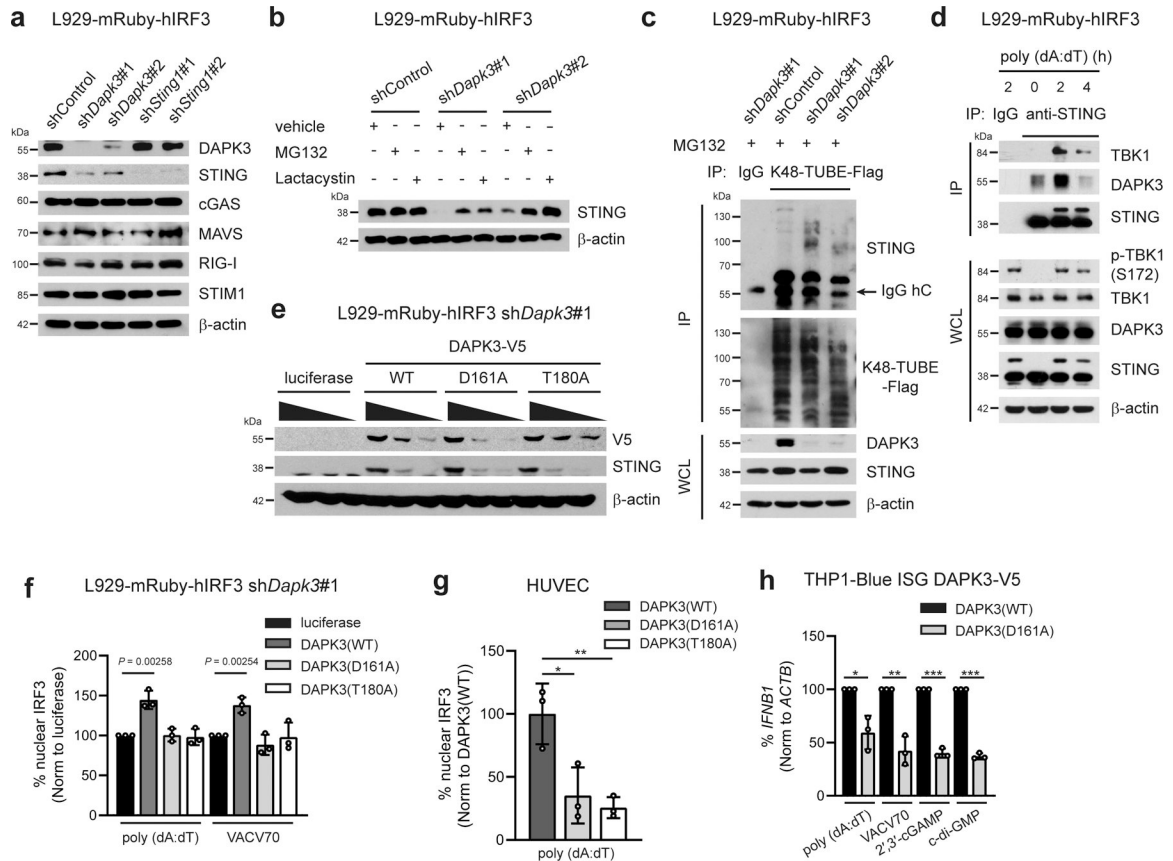 a
L929-mRuby-hIRF3
shControl
shDapk3#1
shDapk3#2
shSting1#1
shSting1#2
kDa
55 DAPK3
38 STING
60 cGAS
70 MAVS
100 RIG-I
85 STIM1
42 β-actin
b
L929-mRuby-hIRF3
shControl
shDapk3#1
shDapk3#2
vehicle + - - + - - + - -
MG132 - + - - + - - + -
Lactacystin - - + - - + - - +
kDa
38 STING
42 β-actin
c
L929-mRuby-hIRF3
shDapk3#1
shControl
shDapk3#1
shDapk3#2
MG132 + + + +
IP: IgG K48-TUBE-Flag
kDa
130
100
70
55
STING
IgG hC
IP
130
100
70
55
K48-TUBE
-Flag
WCL
55 DAPK3
38 STING
42 β-actin
d
L929-mRuby-hIRF3
poly (dA:dT) (h)
2 0 2 4
IP: IgG anti-STING
kDa
IP
84 TBK1
55 DAPK3
38 STING
WCL
84 p-TBK1
(S172)
84 TBK1
55 DAPK3
38 STING
42 β-actin
e
L929-mRuby-hIRF3 shDapk3#1
DAPK3-V5
luciferase WT D161A T180A
kDa
55 V5
38 STING
42 β-actin
f
L929-mRuby-hIRF3 shDapk3#1
luciferase
DAPK3(WT)
DAPK3(D161A)
DAPK3(T180A)
P = 0.00258
P = 0.00254
% nuclear IRF3
(Norm to luciferase)
200
150
100
50
0
poly (dA:dT)
VACV70
g
HUVEC
DAPK3(WT)
DAPK3(D161A)
DAPK3(T180A)
**
*
% nuclear IRF3
(Norm to DAPK3(WT))
150
100
50
0
poly (dA:dT)
h
THP1-Blue ISG DAPK3-V5
DAPK3(WT)
DAPK3(D161A)
* ** *** ***
% IFNB1
(Norm to ACTB)
150
100
50
0
poly (dA:dT)
VACV70
2',3'-cGAMP
c-di-GMP